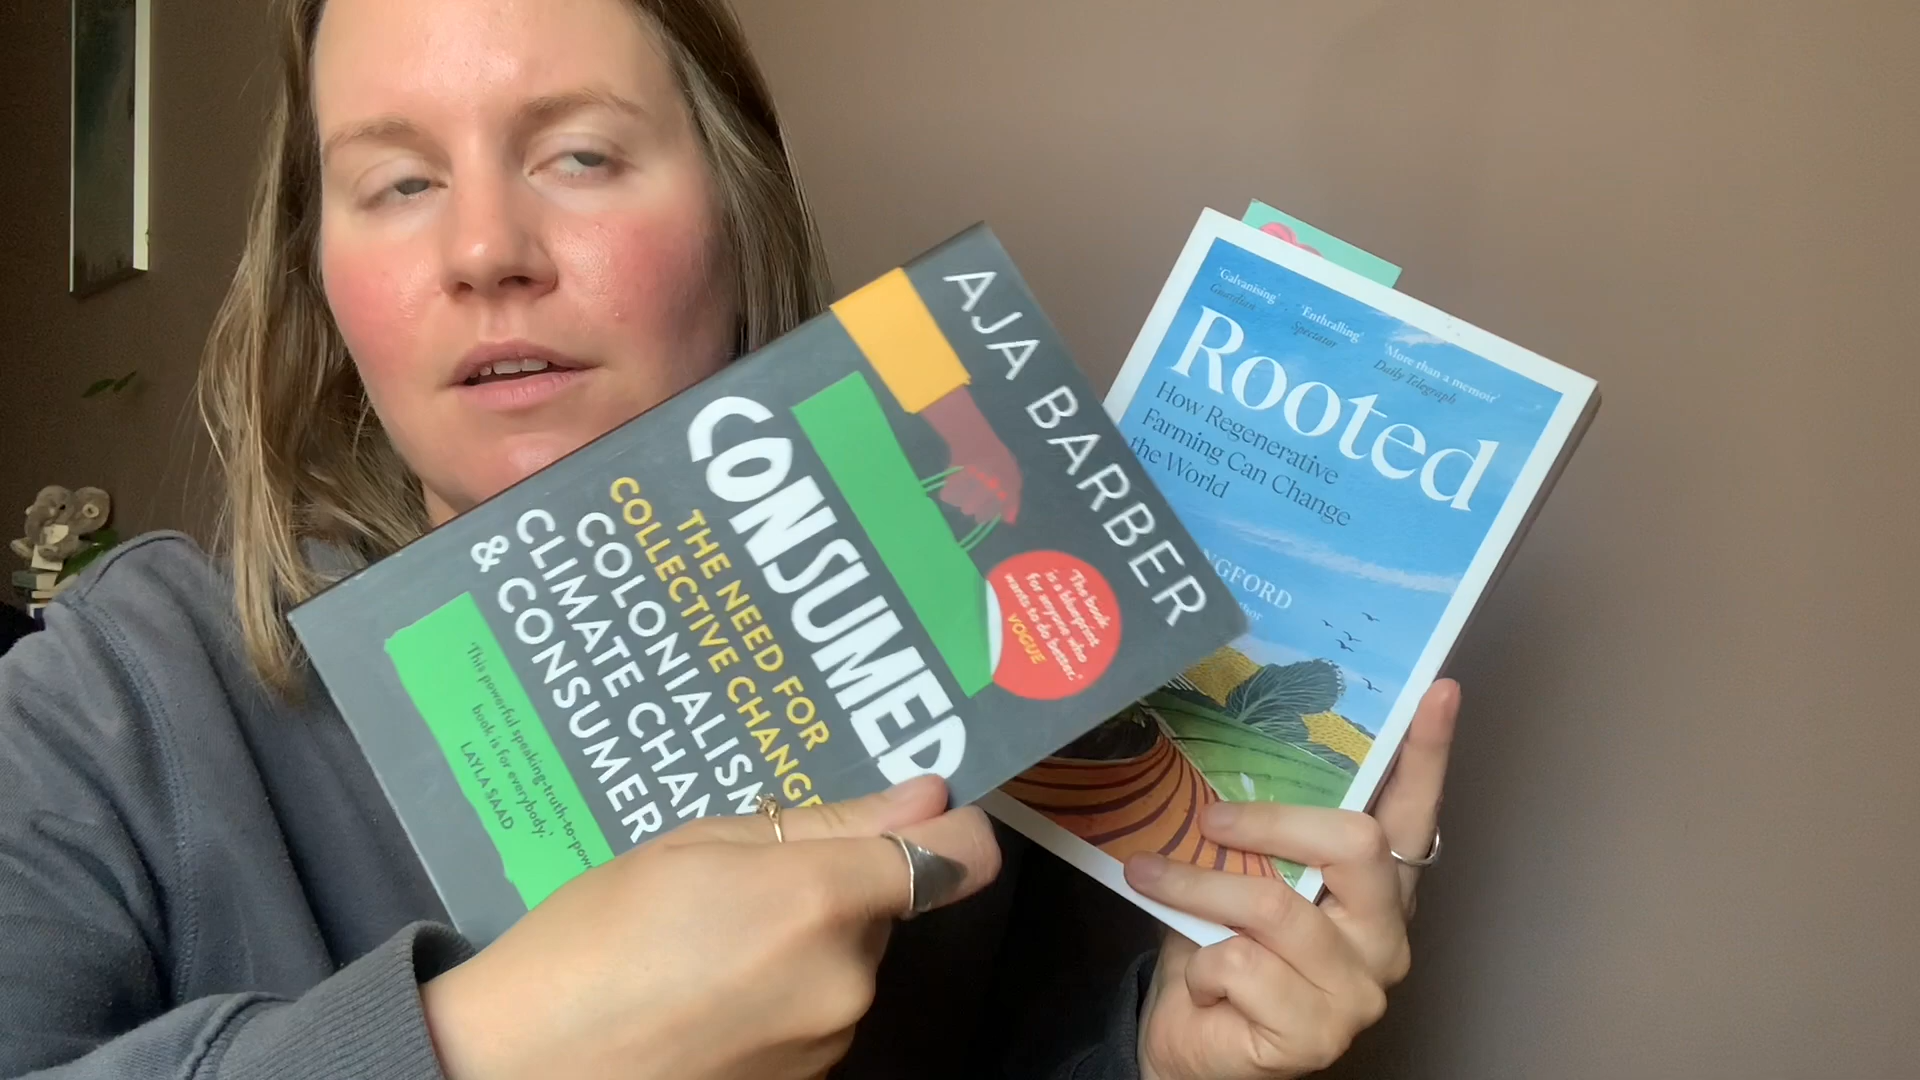 AJA BARBER
CONSUMED
THE NEED FOR
COLLECTIVE CHANGE
COLONIALISM
CLIMATE CHAN
& CONSUMER
'The book
is a blueprint
for anyone who
wants to do better.'
VOGUE
'This powerful speaking-truth-to-pow
book is for everybody.'
LAYLA SAAD
'Galvanising'
Guardian
'Enthralling'
Spectator
'More than a memoir'
Daily Telegraph
Rooted
How Regenerative
Farming Can Change
the World
NGFORD